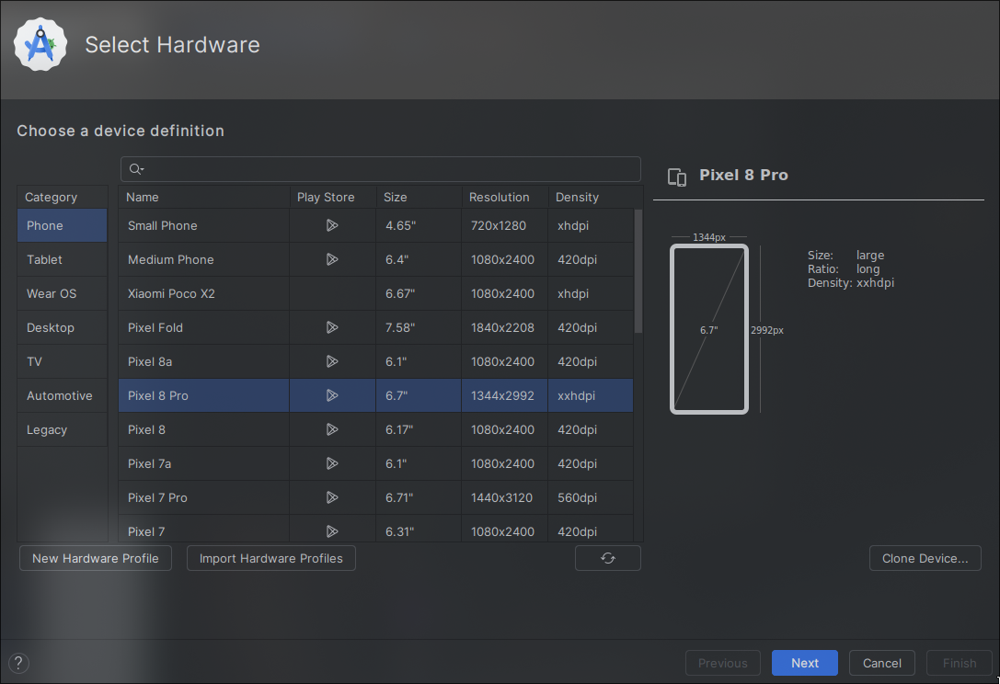 Select Hardware
Choose a device definition
Category
Phone
Tablet
Wear OS
Desktop
TV
Automotive
Legacy
Name Play Store Size Resolution Density
Small Phone 4.65" 720x1280 xhdpi
Medium Phone 6.4" 1080x2400 420dpi
Xiaomi Poco X2 6.67" 1080x2400 xhdpi
Pixel Fold 7.58" 1840x2208 420dpi
Pixel 8a 6.1" 1080x2400 420dpi
Pixel 8 Pro 6.7" 1344x2992 xxhdpi
Pixel 8 6.17" 1080x2400 420dpi
Pixel 7a 6.1" 1080x2400 420dpi
Pixel 7 Pro 6.71" 1440x3120 560dpi
Pixel 7 6.31" 1080x2400 420dpi
Pixel 8 Pro
1344px
6.7"
2992px
Size: large
Ratio: long
Density: xxhdpi
New Hardware Profile Import Hardware Profiles Clone Device...
? Previous Next Cancel Finish